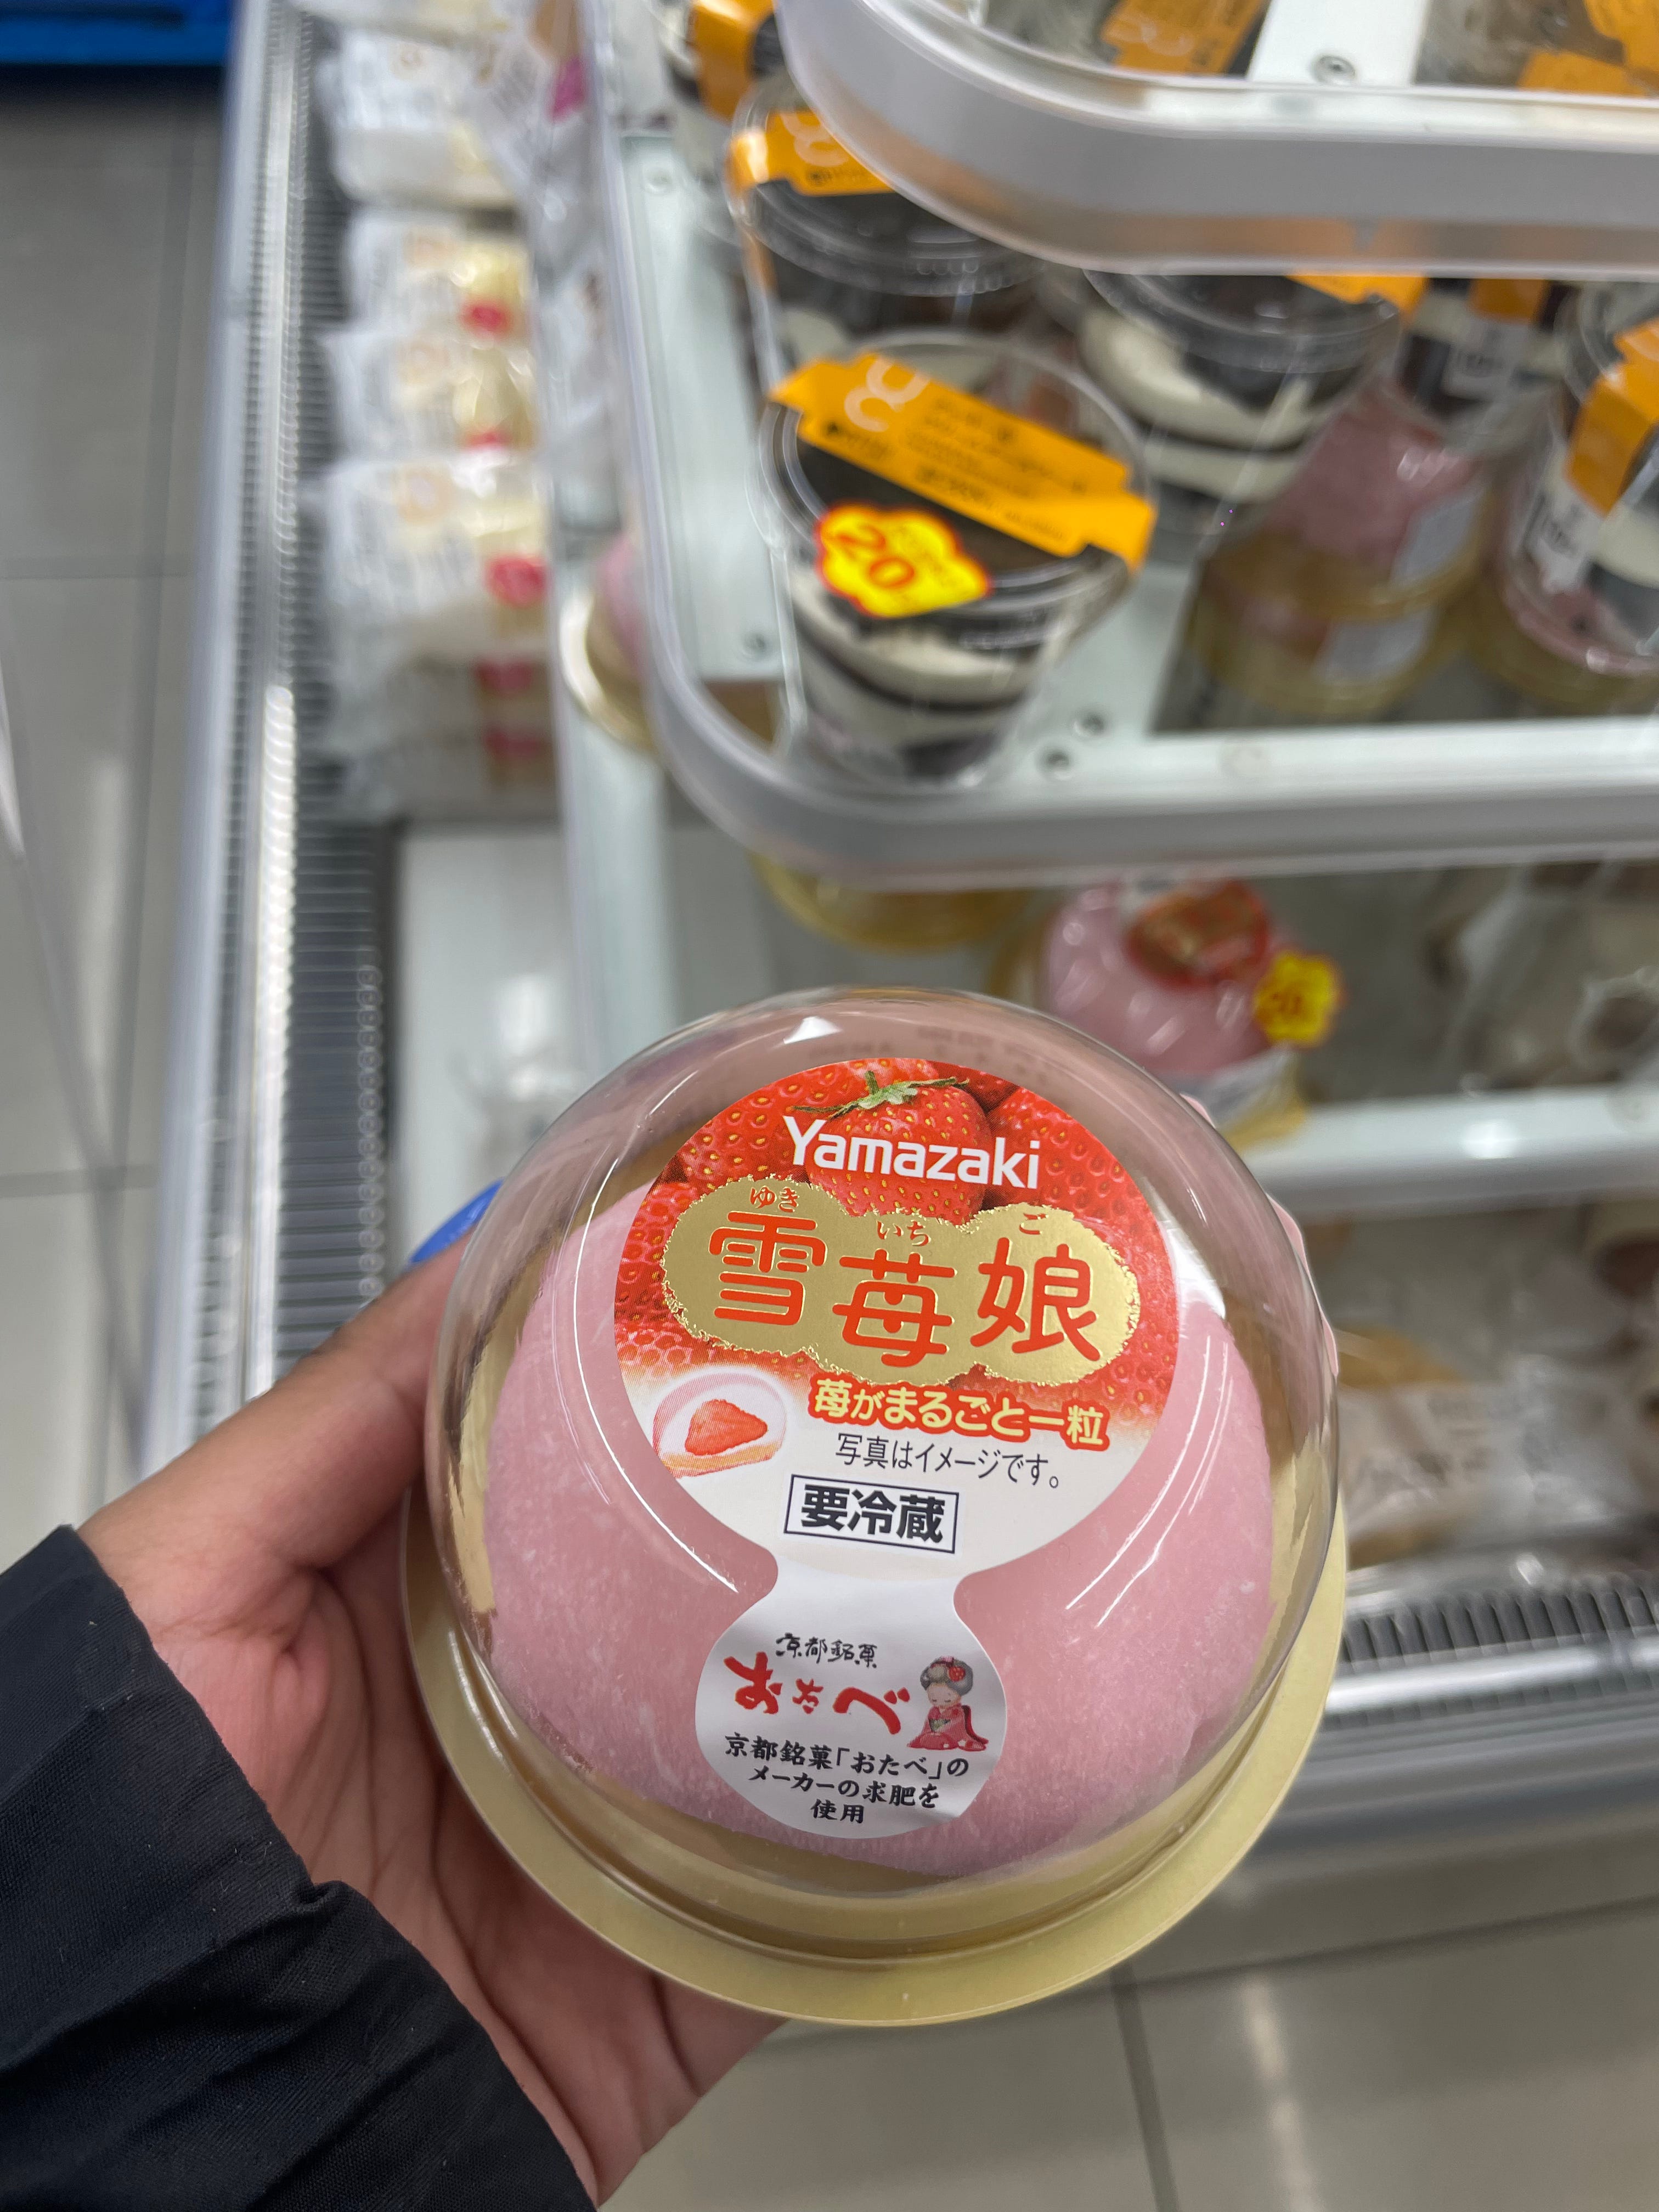 20
Yamazaki
ゆき いち ご
雪苺娘
苺がまるごと一粒
写真はイメージです。
要冷蔵
京都銘菓
おたべ
京都銘菓「おたべ」の
メーカーの求肥を
使用